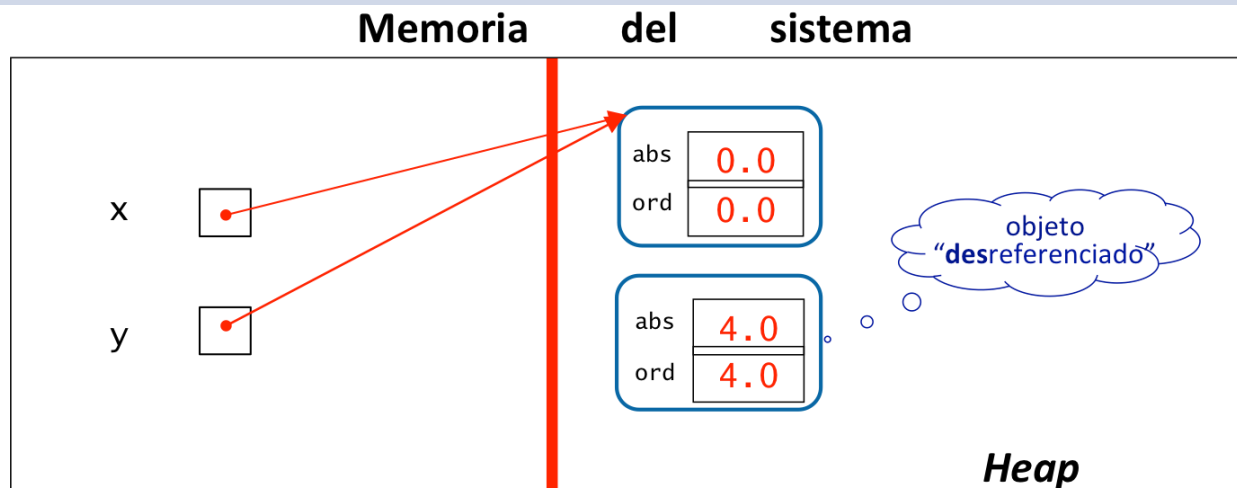 Memoria del sistema
x
y
abs 0.0
ord 0.0
abs 4.0
ord 4.0
objeto
“desreferenciado”
Heap